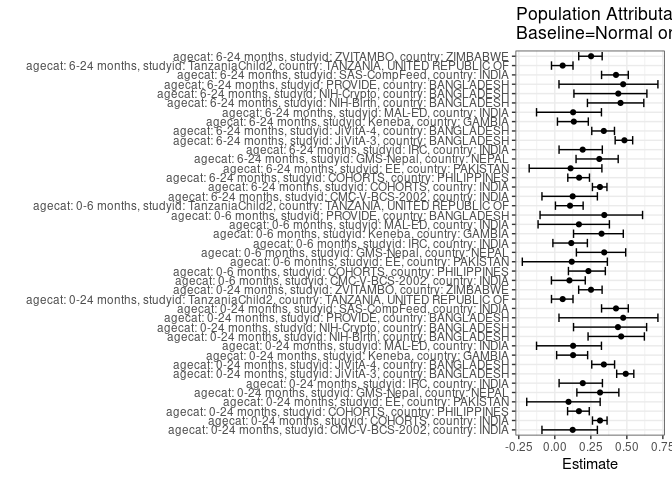 Population Attributa
Baseline=Normal or
agecat: 6-24 months, studyid: ZVITAMBO, country: ZIMBABWE
agecat: 6-24 months, studyid: TanzaniaChild2, country: TANZANIA, UNITED REPUBLIC OF
agecat: 6-24 months, studyid: SAS-CompFeed, country: INDIA
agecat: 6-24 months, studyid: PROVIDE, country: BANGLADESH
agecat: 6-24 months, studyid: NIH-Crypto, country: BANGLADESH
agecat: 6-24 months, studyid: NIH-Birth, country: BANGLADESH
agecat: 6-24 months, studyid: MAL-ED, country: INDIA
agecat: 6-24 months, studyid: Keneba, country: GAMBIA
agecat: 6-24 months, studyid: JiVitA-4, country: BANGLADESH
agecat: 6-24 months, studyid: JiVitA-3, country: BANGLADESH
agecat: 6-24 months, studyid: IRC, country: INDIA
agecat: 6-24 months, studyid: GMS-Nepal, country: NEPAL
agecat: 6-24 months, studyid: EE, country: PAKISTAN
agecat: 6-24 months, studyid: COHORTS, country: PHILIPPINES
agecat: 6-24 months, studyid: COHORTS, country: INDIA
agecat: 6-24 months, studyid: CMC-V-BCS-2002, country: INDIA
agecat: 0-6 months, studyid: TanzaniaChild2, country: TANZANIA, UNITED REPUBLIC OF
agecat: 0-6 months, studyid: PROVIDE, country: BANGLADESH
agecat: 0-6 months, studyid: MAL-ED, country: INDIA
agecat: 0-6 months, studyid: Keneba, country: GAMBIA
agecat: 0-6 months, studyid: IRC, country: INDIA
agecat: 0-6 months, studyid: GMS-Nepal, country: NEPAL
agecat: 0-6 months, studyid: EE, country: PAKISTAN
agecat: 0-6 months, studyid: COHORTS, country: PHILIPPINES
agecat: 0-6 months, studyid: CMC-V-BCS-2002, country: INDIA
agecat: 0-24 months, studyid: ZVITAMBO, country: ZIMBABWE
agecat: 0-24 months, studyid: TanzaniaChild2, country: TANZANIA, UNITED REPUBLIC OF
agecat: 0-24 months, studyid: SAS-CompFeed, country: INDIA
agecat: 0-24 months, studyid: PROVIDE, country: BANGLADESH
agecat: 0-24 months, studyid: NIH-Crypto, country: BANGLADESH
agecat: 0-24 months, studyid: NIH-Birth, country: BANGLADESH
agecat: 0-24 months, studyid: MAL-ED, country: INDIA
agecat: 0-24 months, studyid: Keneba, country: GAMBIA
agecat: 0-24 months, studyid: JiVitA-4, country: BANGLADESH
agecat: 0-24 months, studyid: JiVitA-3, country: BANGLADESH
agecat: 0-24 months, studyid: IRC, country: INDIA
agecat: 0-24 months, studyid: GMS-Nepal, country: NEPAL
agecat: 0-24 months, studyid: EE, country: PAKISTAN
agecat: 0-24 months, studyid: COHORTS, country: PHILIPPINES
agecat: 0-24 months, studyid: COHORTS, country: INDIA
agecat: 0-24 months, studyid: CMC-V-BCS-2002, country: INDIA
-0.25 0.00 0.25 0.50 0.75
Estimate